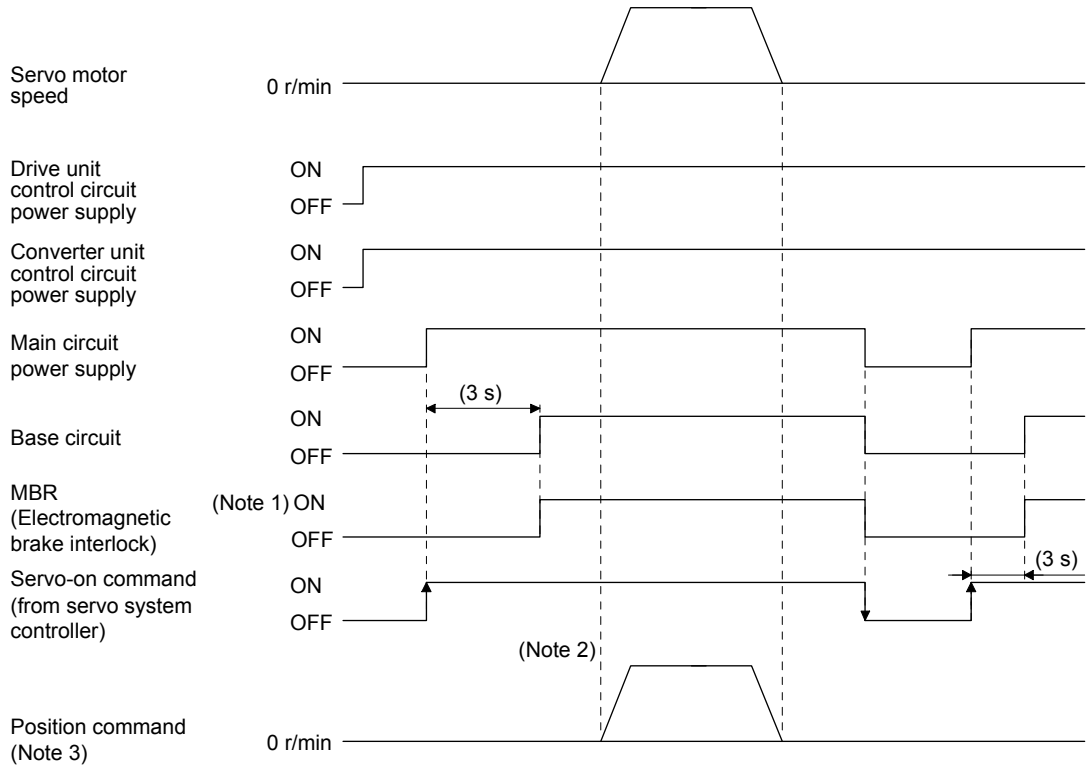 Servo motor
speed
0 r/min
Drive unit
control circuit
power supply
ON
OFF
Converter unit
control circuit
power supply
ON
OFF
Main circuit
power supply
ON
OFF
(3 s)
Base circuit
ON
OFF
MBR
(Electromagnetic
brake interlock)
(Note 1) ON
OFF
(3 s)
Servo-on command
(from servo system
controller)
ON
OFF
(Note 2)
Position command
(Note 3)
0 r/min